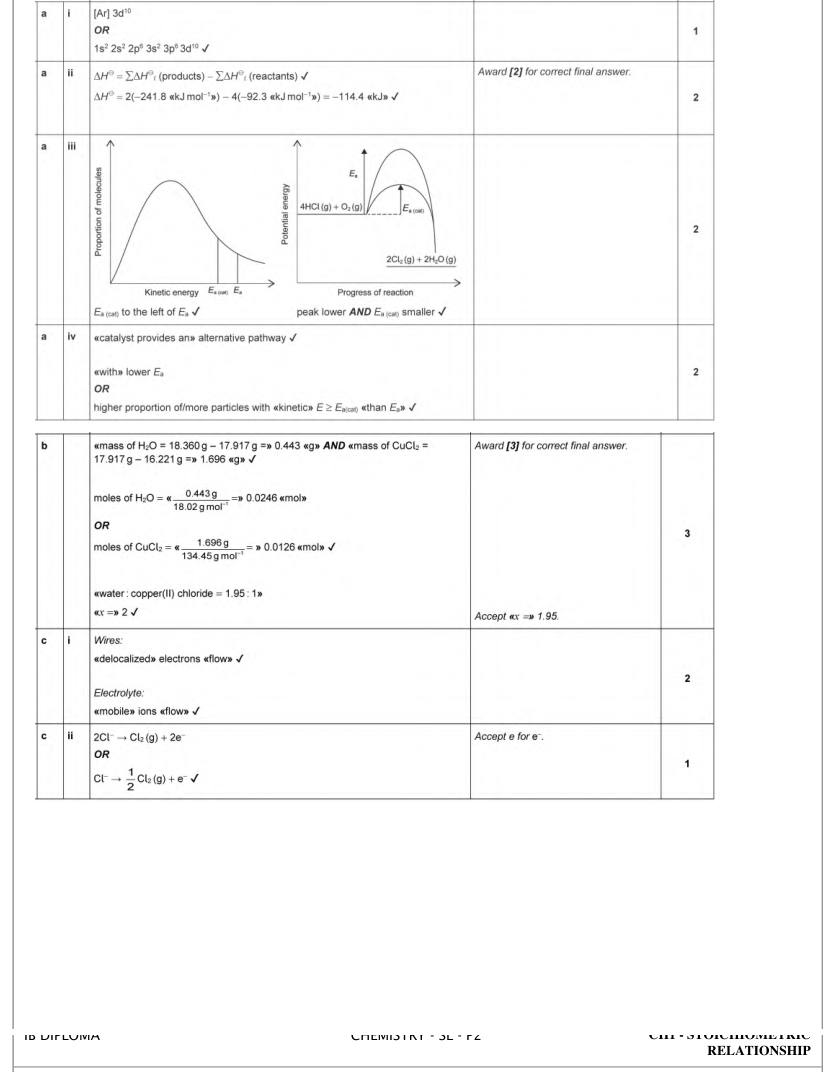 a i [Ar] 3d¹⁰
OR
1
1s² 2s² 2p⁶ 3s² 3p⁶ 3d¹⁰ ✓
a ii ΔH⦵ = ∑ΔH⦵f (products) – ∑ΔH⦵f (reactants) ✓ Award [2] for correct final answer.
ΔH⦵ = 2(–241.8 «kJ mol⁻¹») – 4(–92.3 «kJ mol⁻¹») = –114.4 «kJ» ✓ 2
a iii
Proportion of molecules
Kinetic energy Ea (cat) Ea
Potential energy
Ea
4HCl (g) + O₂ (g) Ea (cat)
2Cl₂ (g) + 2H₂O (g)
Progress of reaction
2
Ea (cat) to the left of Ea ✓ peak lower AND Ea (cat) smaller ✓
a iv «catalyst provides an» alternative pathway ✓
«with» lower Ea 2
OR
higher proportion of/more particles with «kinetic» E ≥ Ea(cat) «than Ea» ✓
b «mass of H₂O = 18.360 g – 17.917 g =» 0.443 «g» AND «mass of CuCl₂ = Award [3] for correct final answer.
17.917 g – 16.221 g =» 1.696 «g» ✓
moles of H₂O = « 0.443 g / 18.02 g mol⁻¹ =» 0.0246 «mol»
OR
3
moles of CuCl₂ = « 1.696 g / 134.45 g mol⁻¹ = » 0.0126 «mol» ✓
«water : copper(II) chloride = 1.95 : 1»
«x =» 2 ✓ Accept «x =» 1.95.
c i Wires:
«delocalized» electrons «flow» ✓
2
Electrolyte:
«mobile» ions «flow» ✓
c ii 2Cl⁻ → Cl₂ (g) + 2e⁻ Accept e for e⁻.
OR
1
Cl⁻ → 1/2 Cl₂ (g) + e⁻ ✓
IB DIPLOMA CHEMISTRY - SL - P2 CH1 - STOICHIOMETRIC
RELATIONSHIP